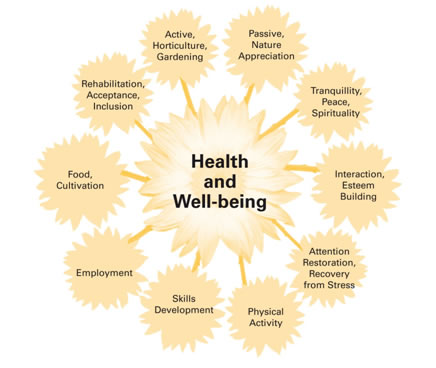 Health
and
Well-being
Active,
Horticulture,
Gardening
Passive,
Nature
Appreciation
Tranquillity,
Peace,
Spirituality
Interaction,
Esteem
Building
Attention
Restoration,
Recovery
from Stress
Physical
Activity
Skills
Development
Employment
Food,
Cultivation
Rehabilitation,
Acceptance,
Inclusion